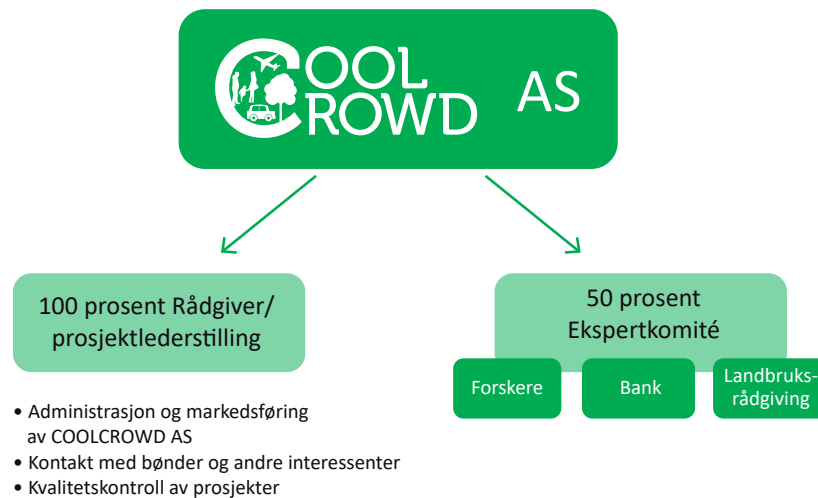 COOL
CROWD AS
100 prosent Rådgiver/
prosjektlederstilling
• Administrasjon og markedsføring
av COOLCROWD AS
• Kontakt med bønder og andre interessenter
• Kvalitetskontroll av prosjekter
50 prosent
Ekspertkomité
Forskere
Bank
Landbruks-
rådgiving